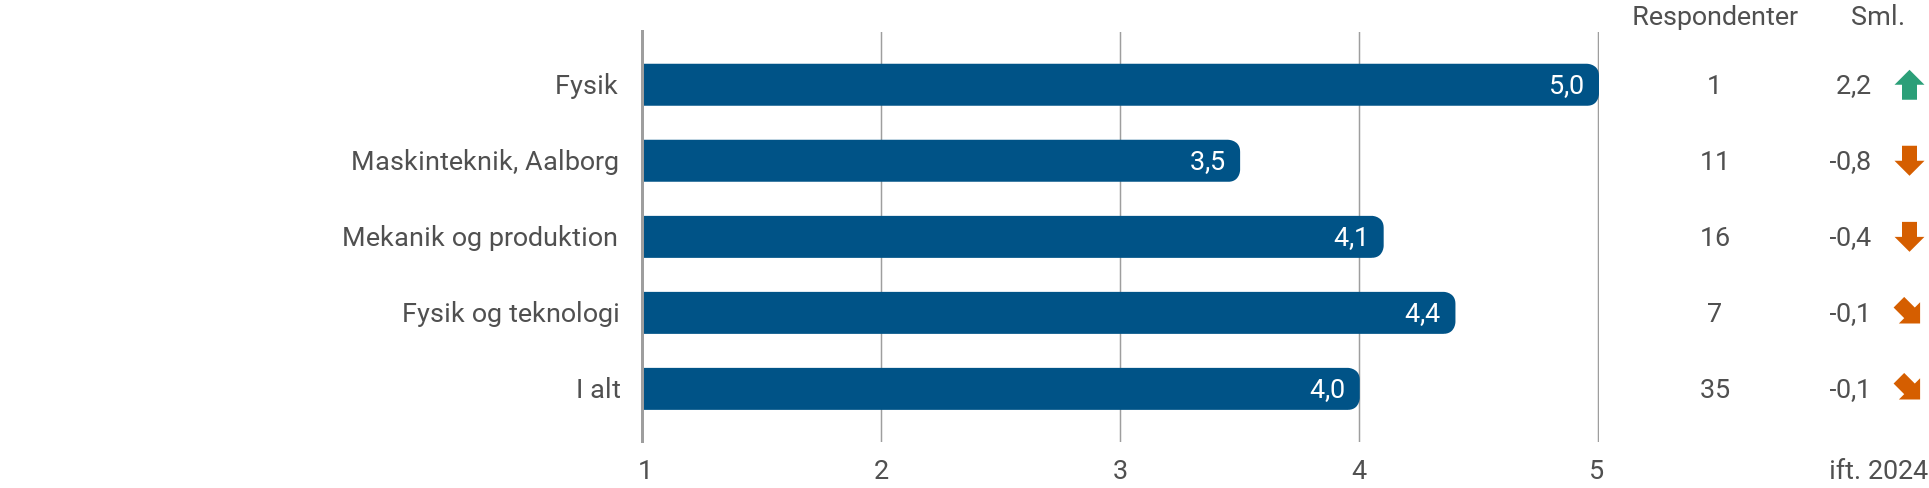 Respondenter Sml.
Fysik 5,0 1 2,2
Maskinteknik, Aalborg 3,5 11 -0,8
Mekanik og produktion 4,1 16 -0,4
Fysik og teknologi 4,4 7 -0,1
I alt 4,0 35 -0,1
1 2 3 4 5 ift. 2024